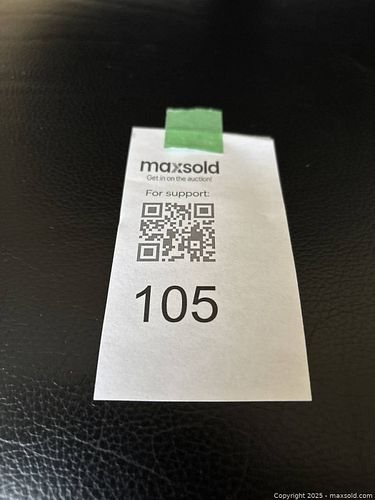 maxsold
Get in on the auction!
For support:
105
Copyright 2025 - maxsold.com